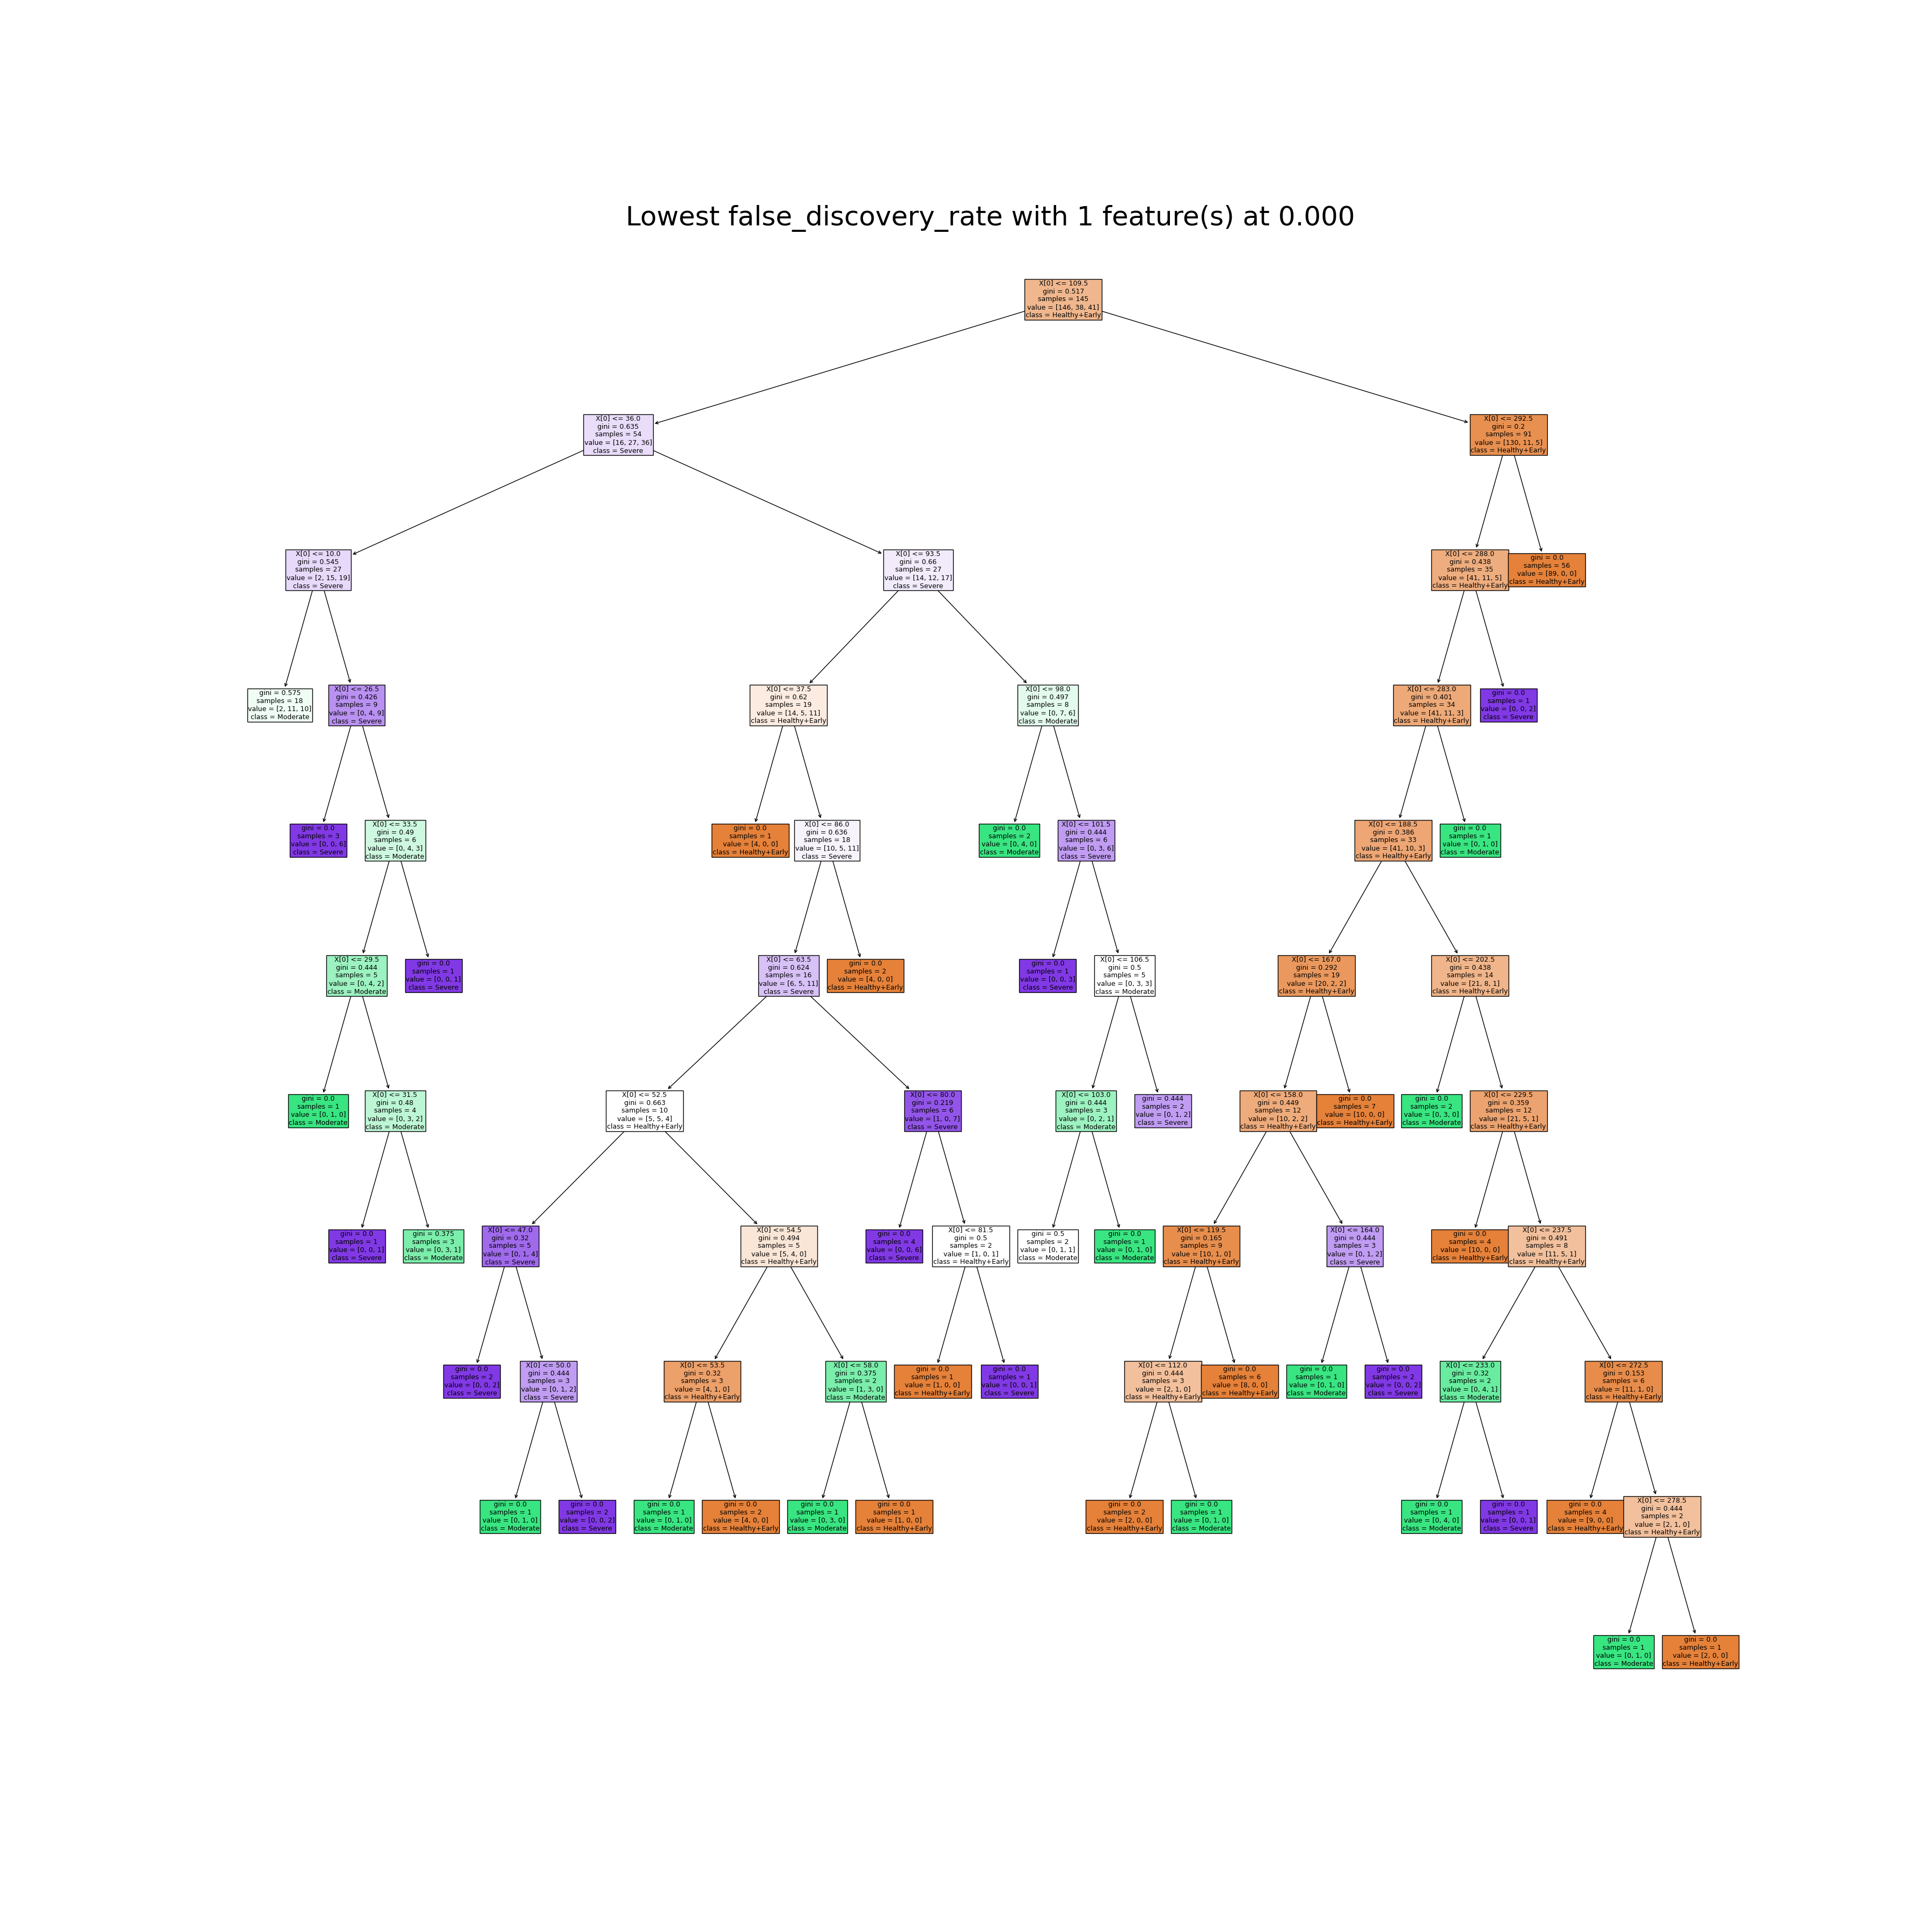 Lowest false_discovery_rate with 1 feature(s) at 0.000
X[0] <= 109.5
gini = 0.517
samples = 145
value = [146, 38, 41]
class = Healthy+Early
X[0] <= 36.0
gini = 0.635
samples = 54
value = [16, 27, 36]
class = Severe
X[0] <= 292.5
gini = 0.2
samples = 91
value = [130, 11, 5]
class = Healthy+Early
X[0] <= 10.0
gini = 0.545
samples = 27
value = [2, 15, 19]
class = Severe
X[0] <= 93.5
gini = 0.66
samples = 27
value = [14, 12, 17]
class = Severe
X[0] <= 288.0
gini = 0.438
samples = 35
value = [41, 11, 5]
class = Healthy+Early
gini = 0.0
samples = 56
value = [89, 0, 0]
class = Healthy+Early
gini = 0.575
samples = 18
value = [2, 11, 10]
class = Moderate
X[0] <= 26.5
gini = 0.426
samples = 9
value = [0, 4, 9]
class = Severe
X[0] <= 37.5
gini = 0.62
samples = 19
value = [14, 5, 11]
class = Healthy+Early
X[0] <= 98.0
gini = 0.497
samples = 8
value = [0, 7, 6]
class = Moderate
X[0] <= 283.0
gini = 0.401
samples = 34
value = [41, 11, 3]
class = Healthy+Early
gini = 0.0
samples = 1
value = [0, 0, 2]
class = Severe
gini = 0.0
samples = 3
value = [0, 0, 6]
class = Severe
X[0] <= 33.5
gini = 0.49
samples = 6
value = [0, 4, 3]
class = Moderate
gini = 0.0
samples = 1
value = [4, 0, 0]
class = Healthy+Early
X[0] <= 86.0
gini = 0.636
samples = 18
value = [10, 5, 11]
class = Severe
gini = 0.0
samples = 2
value = [0, 4, 0]
class = Moderate
X[0] <= 101.5
gini = 0.444
samples = 6
value = [0, 3, 6]
class = Severe
X[0] <= 188.5
gini = 0.386
samples = 33
value = [41, 10, 3]
class = Healthy+Early
gini = 0.0
samples = 1
value = [0, 1, 0]
class = Moderate
X[0] <= 29.5
gini = 0.444
samples = 5
value = [0, 4, 2]
class = Moderate
gini = 0.0
samples = 1
value = [0, 0, 1]
class = Severe
X[0] <= 63.5
gini = 0.624
samples = 16
value = [6, 5, 11]
class = Severe
gini = 0.0
samples = 2
value = [4, 0, 0]
class = Healthy+Early
gini = 0.0
samples = 1
value = [0, 0, 3]
class = Severe
X[0] <= 106.5
gini = 0.5
samples = 5
value = [0, 3, 3]
class = Moderate
X[0] <= 167.0
gini = 0.292
samples = 19
value = [20, 2, 2]
class = Healthy+Early
X[0] <= 202.5
gini = 0.438
samples = 14
value = [21, 8, 1]
class = Healthy+Early
gini = 0.0
samples = 1
value = [0, 1, 0]
class = Moderate
X[0] <= 31.5
gini = 0.48
samples = 4
value = [0, 3, 2]
class = Moderate
X[0] <= 52.5
gini = 0.663
samples = 10
value = [5, 5, 4]
class = Healthy+Early
X[0] <= 80.0
gini = 0.219
samples = 6
value = [1, 0, 7]
class = Severe
X[0] <= 103.0
gini = 0.444
samples = 3
value = [0, 2, 1]
class = Moderate
gini = 0.444
samples = 2
value = [0, 1, 2]
class = Severe
X[0] <= 158.0
gini = 0.449
samples = 12
value = [10, 2, 2]
class = Healthy+Early
gini = 0.0
samples = 7
value = [10, 0, 0]
class = Healthy+Early
gini = 0.0
samples = 2
value = [0, 3, 0]
class = Moderate
X[0] <= 229.5
gini = 0.359
samples = 12
value = [21, 5, 1]
class = Healthy+Early
gini = 0.0
samples = 1
value = [0, 0, 1]
class = Severe
gini = 0.375
samples = 3
value = [0, 3, 1]
class = Moderate
X[0] <= 47.0
gini = 0.32
samples = 5
value = [0, 1, 4]
class = Severe
X[0] <= 54.5
gini = 0.494
samples = 5
value = [5, 4, 0]
class = Healthy+Early
gini = 0.0
samples = 4
value = [0, 0, 6]
class = Severe
X[0] <= 81.5
gini = 0.5
samples = 2
value = [1, 0, 1]
class = Healthy+Early
gini = 0.5
samples = 2
value = [0, 1, 1]
class = Moderate
gini = 0.0
samples = 1
value = [0, 1, 0]
class = Moderate
X[0] <= 119.5
gini = 0.165
samples = 9
value = [10, 1, 0]
class = Healthy+Early
X[0] <= 164.0
gini = 0.444
samples = 3
value = [0, 1, 2]
class = Severe
gini = 0.0
samples = 4
value = [10, 0, 0]
class = Healthy+Early
X[0] <= 237.5
gini = 0.491
samples = 8
value = [11, 5, 1]
class = Healthy+Early
gini = 0.0
samples = 2
value = [0, 0, 2]
class = Severe
X[0] <= 50.0
gini = 0.444
samples = 3
value = [0, 1, 2]
class = Severe
X[0] <= 53.5
gini = 0.32
samples = 3
value = [4, 1, 0]
class = Healthy+Early
X[0] <= 58.0
gini = 0.375
samples = 2
value = [1, 3, 0]
class = Moderate
gini = 0.0
samples = 1
value = [1, 0, 0]
class = Healthy+Early
gini = 0.0
samples = 1
value = [0, 0, 1]
class = Severe
X[0] <= 112.0
gini = 0.444
samples = 3
value = [2, 1, 0]
class = Healthy+Early
gini = 0.0
samples = 6
value = [8, 0, 0]
class = Healthy+Early
gini = 0.0
samples = 1
value = [0, 1, 0]
class = Moderate
gini = 0.0
samples = 2
value = [0, 0, 2]
class = Severe
X[0] <= 233.0
gini = 0.32
samples = 2
value = [0, 4, 1]
class = Moderate
X[0] <= 272.5
gini = 0.153
samples = 6
value = [11, 1, 0]
class = Healthy+Early
gini = 0.0
samples = 1
value = [0, 1, 0]
class = Moderate
gini = 0.0
samples = 2
value = [0, 0, 2]
class = Severe
gini = 0.0
samples = 1
value = [0, 1, 0]
class = Moderate
gini = 0.0
samples = 2
value = [4, 0, 0]
class = Healthy+Early
gini = 0.0
samples = 1
value = [0, 3, 0]
class = Moderate
gini = 0.0
samples = 1
value = [1, 0, 0]
class = Healthy+Early
gini = 0.0
samples = 2
value = [2, 0, 0]
class = Healthy+Early
gini = 0.0
samples = 1
value = [0, 1, 0]
class = Moderate
gini = 0.0
samples = 1
value = [0, 4, 0]
class = Moderate
gini = 0.0
samples = 1
value = [0, 0, 1]
class = Severe
gini = 0.0
samples = 4
value = [9, 0, 0]
class = Healthy+Early
X[0] <= 278.5
gini = 0.444
samples = 2
value = [2, 1, 0]
class = Healthy+Early
gini = 0.0
samples = 1
value = [0, 1, 0]
class = Moderate
gini = 0.0
samples = 1
value = [2, 0, 0]
class = Healthy+Early